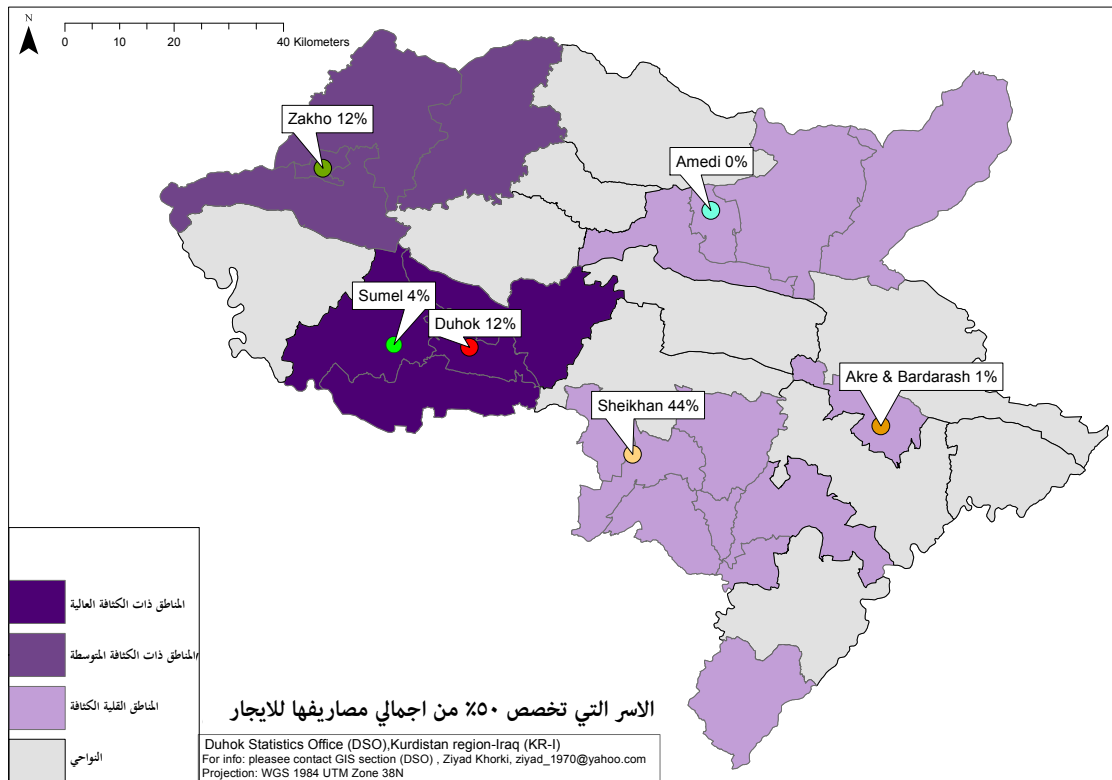 N
0 10 20 40 Kilometers
Zakho 12%
Amedi 0%
Sumel 4%
Duhok 12%
Akre & Bardarash 1%
Sheikhan 44%
المناطق ذات الكثافة العالية
المناطق ذات الكثافة المتوسطة
المناطق القلية الكثافة
النواحي
الاسر التي تخصص ٥٠٪ من اجمالي مصاريفها للايجار
Duhok Statistics Office (DSO),Kurdistan region-Iraq (KR-I)
For info: pleasee contact GIS section (DSO) , Ziyad Khorki, ziyad_1970@yahoo.com
Projection: WGS 1984 UTM Zone 38N